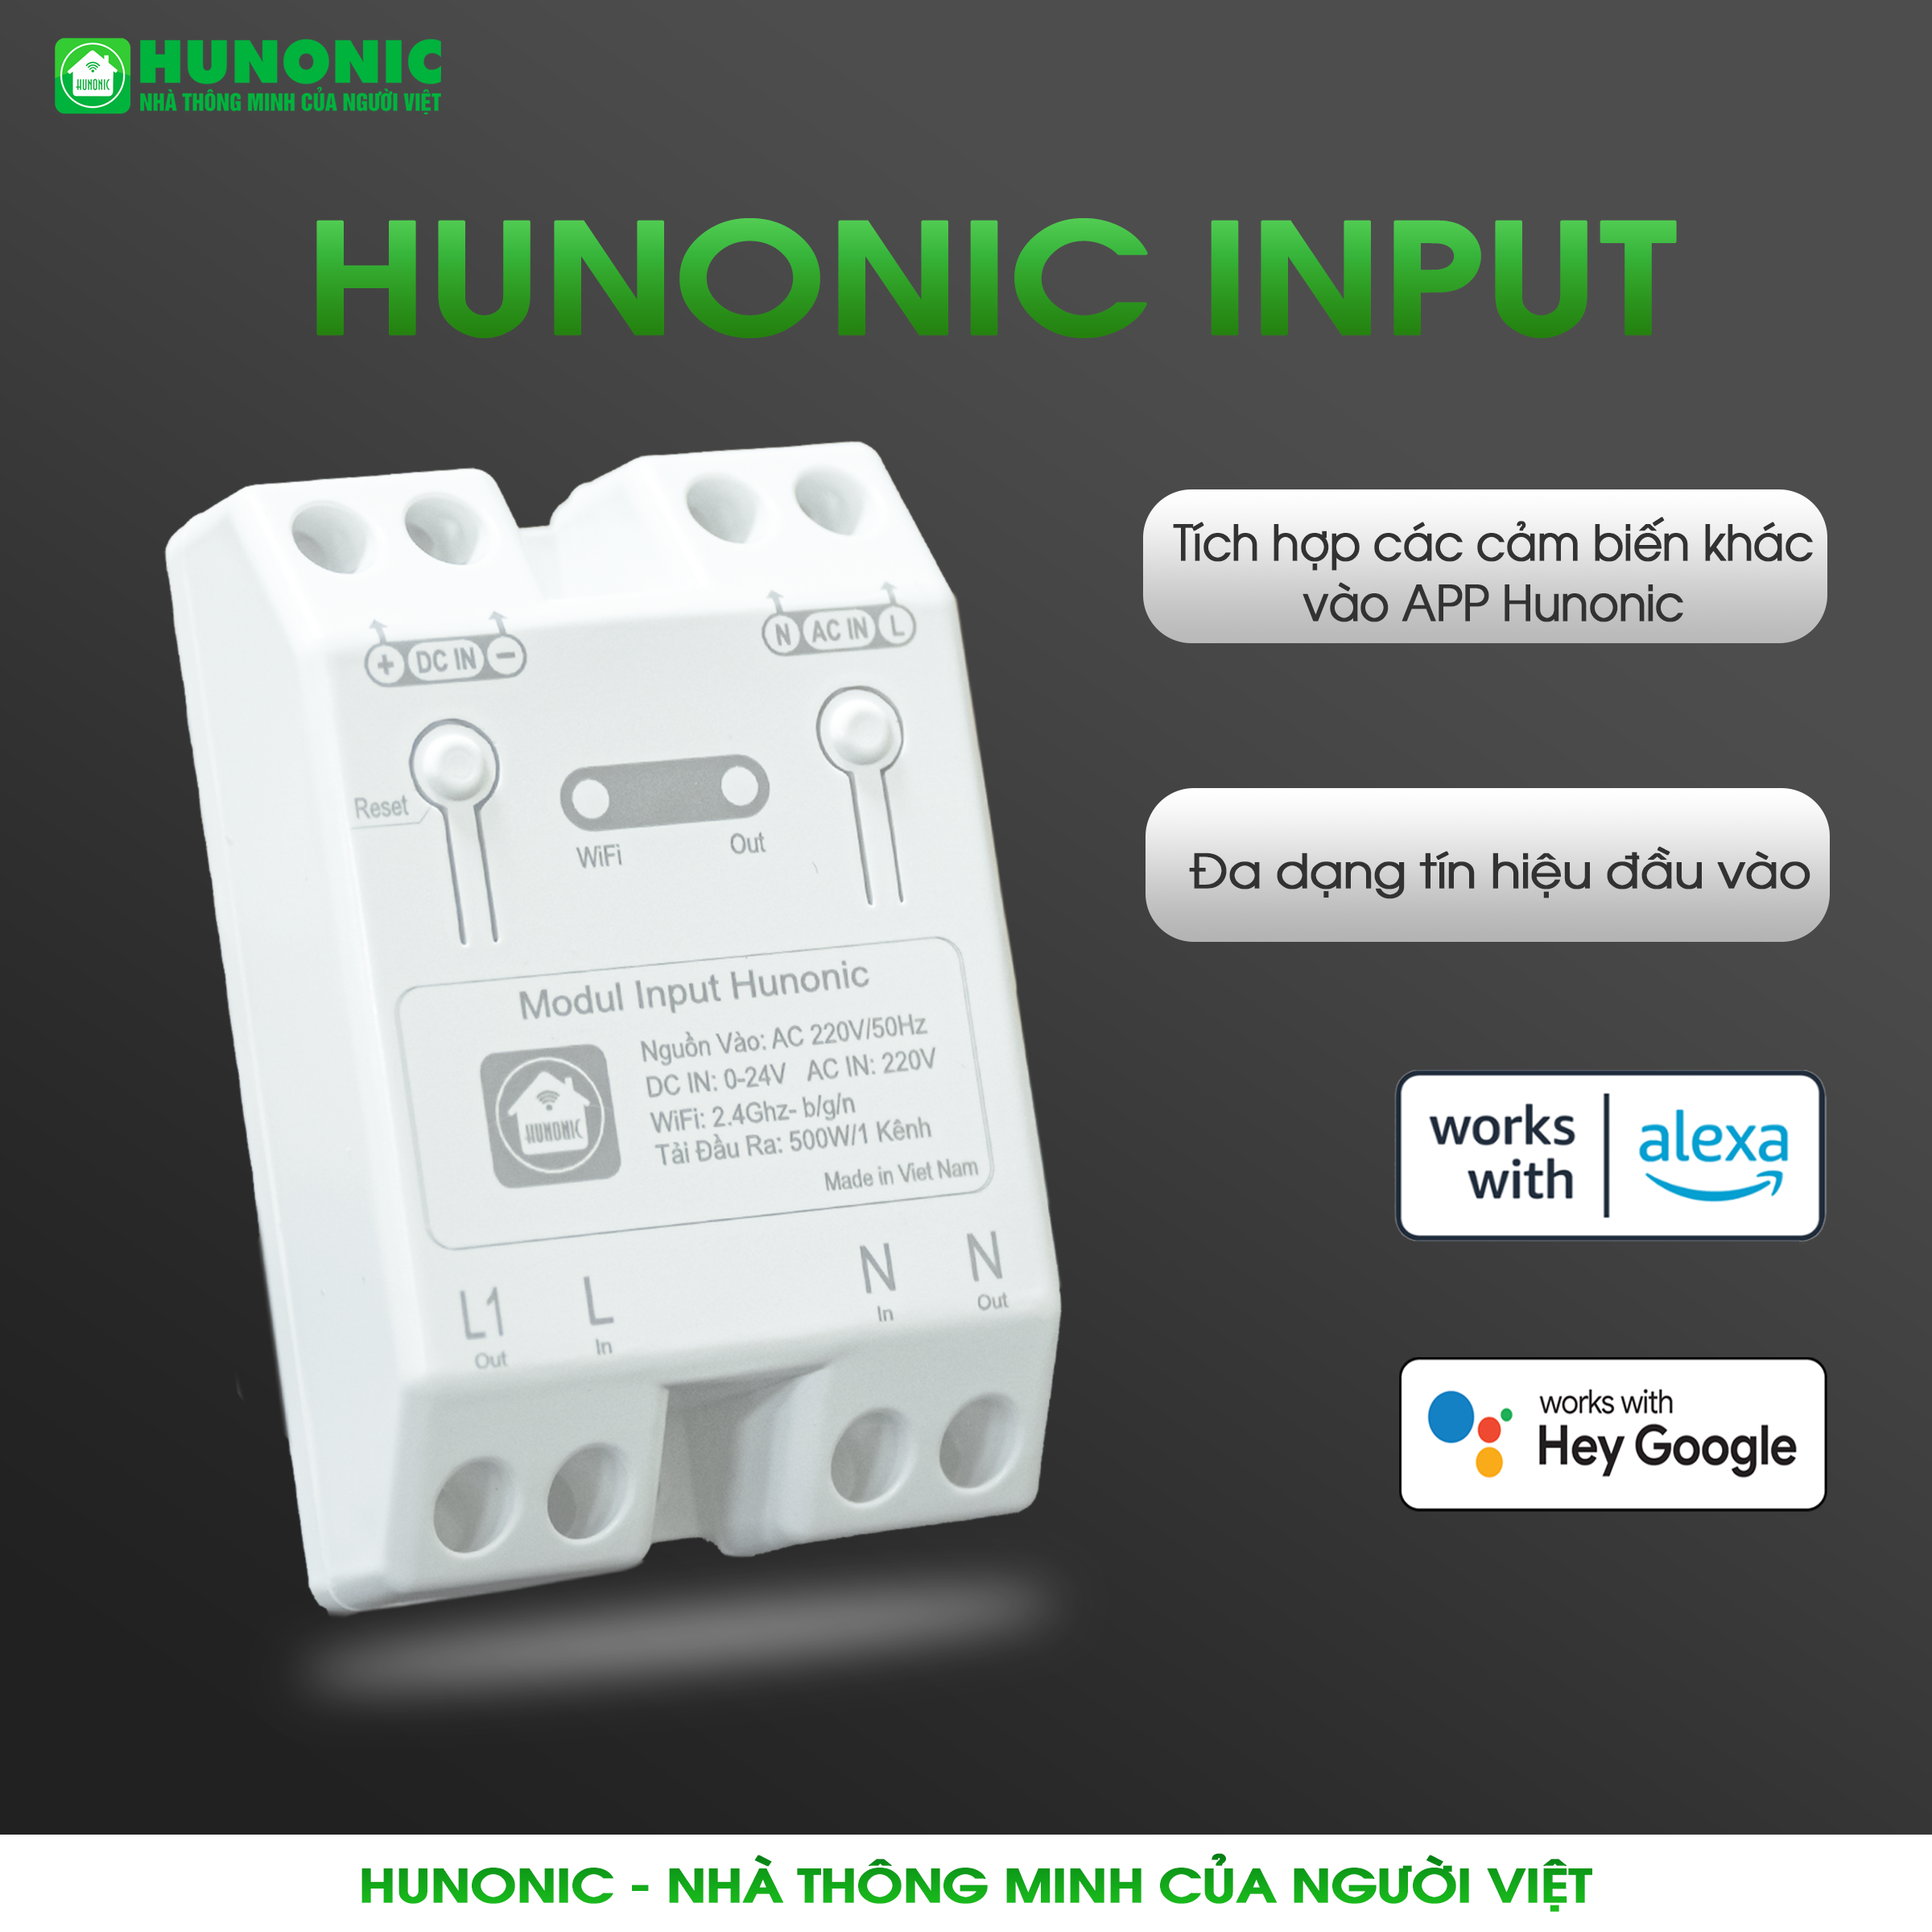 HUNONIC
HUNONIC
NHÀ THÔNG MINH CỦA NGƯỜI VIỆT
HUNONIC INPUT
Tích hợp các cảm biến khác
vào APP Hunonic
Đa dạng tín hiệu đầu vào
works with | alexa
works with
Hey Google
+ DC IN −
N AC IN L
Reset
WiFi
Out
Modul Input Hunonic
Nguồn Vào: AC 220V/50Hz
DC IN: 0-24V AC IN: 220V
WiFi: 2.4Ghz- b/g/n
Tải Đầu Ra: 500W/1 Kênh
Made in Viet Nam
HUNONIC
L1 L N N
Out In In Out
HUNONIC - NHÀ THÔNG MINH CỦA NGƯỜI VIỆT